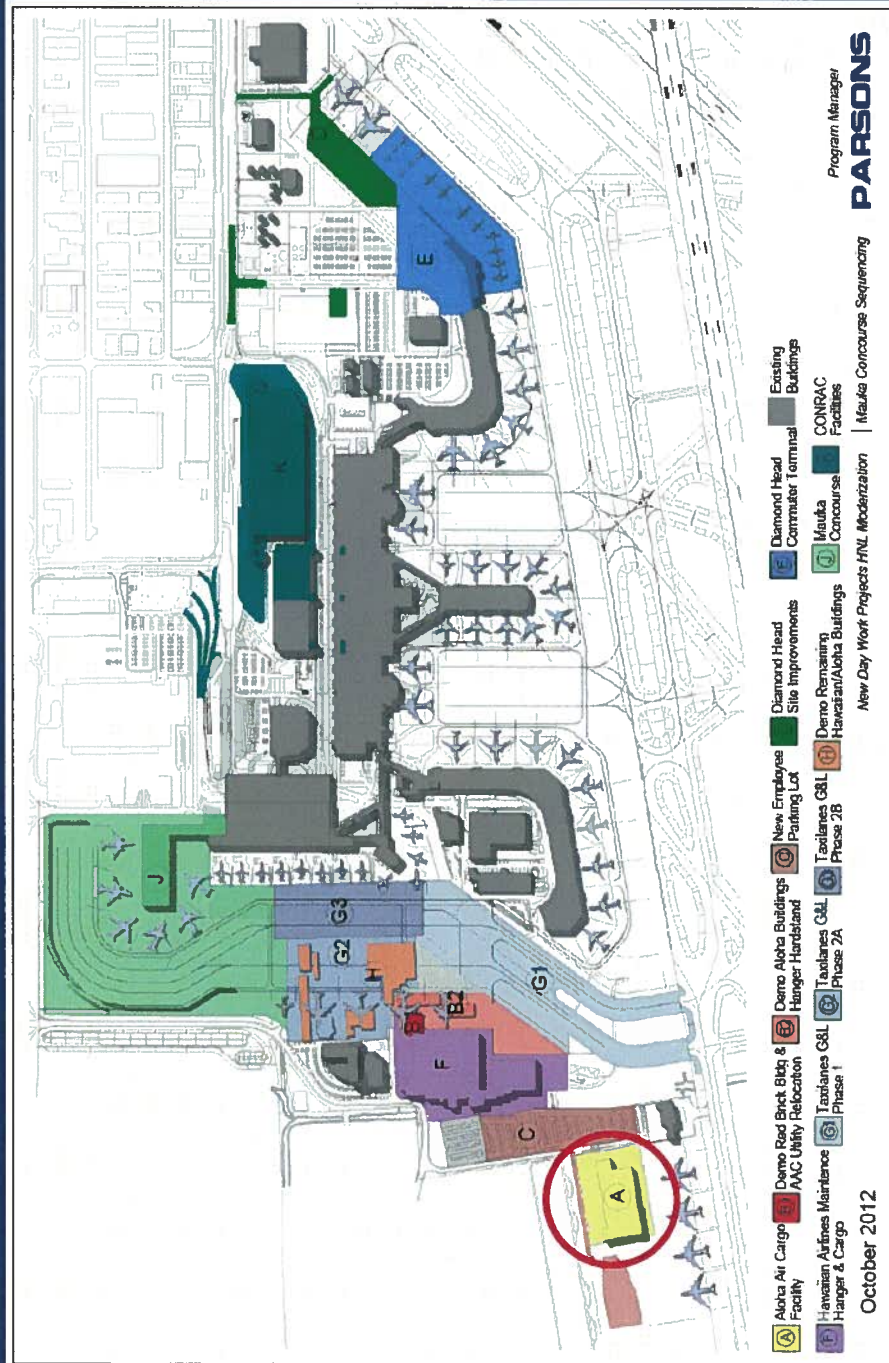 J
G3
G2
H
B2
G1
F
C
A
K
E
A Aloha Air Cargo
Facility
Demo Red Brick Bldg &
AAC Utility Relocation
Demo Aloha Buildings
Hanger Hardstand
New Employee
Parking Lot
Diamond Head
Site Improvements
Diamond Head
Commuter Terminal
Existing
Buildings
F Hawaiian Airlines Maintence
Hanger & Cargo
G1 Taxilanes G&L
Phase 1
G2 Taxilanes G&L
Phase 2A
Taxilanes G&L
Phase 2B
H Demo Remaining
Hawaiian/Aloha Buildings
J Mauka
Concourse
CONRAC
Facilities
October 2012
New Day Work Projects HNL Modernization | Mauka Concourse Sequencing
Program Manager
PARSONS